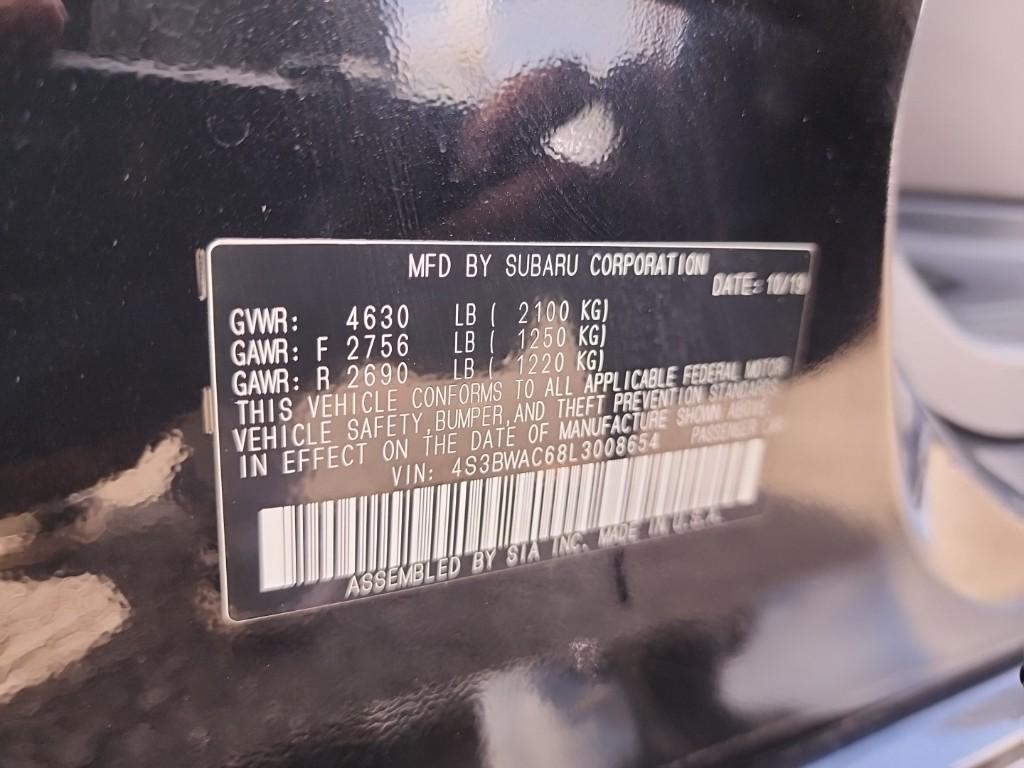 MFD BY SUBARU CORPORATION
DATE: 10/19
GVWR: 4630 LB ( 2100 KG)
GAWR: F 2756 LB ( 1250 KG)
GAWR: R 2690 LB ( 1220 KG)
THIS VEHICLE CONFORMS TO ALL APPLICABLE FEDERAL MOTOR
VEHICLE SAFETY, BUMPER, AND THEFT PREVENTION STANDARDS
IN EFFECT ON THE DATE OF MANUFACTURE SHOWN ABOVE.
VIN: 4S3BWAC68L3008654 PASSENGER CAR
ASSEMBLED BY SIA INC. MADE IN U.S.A.